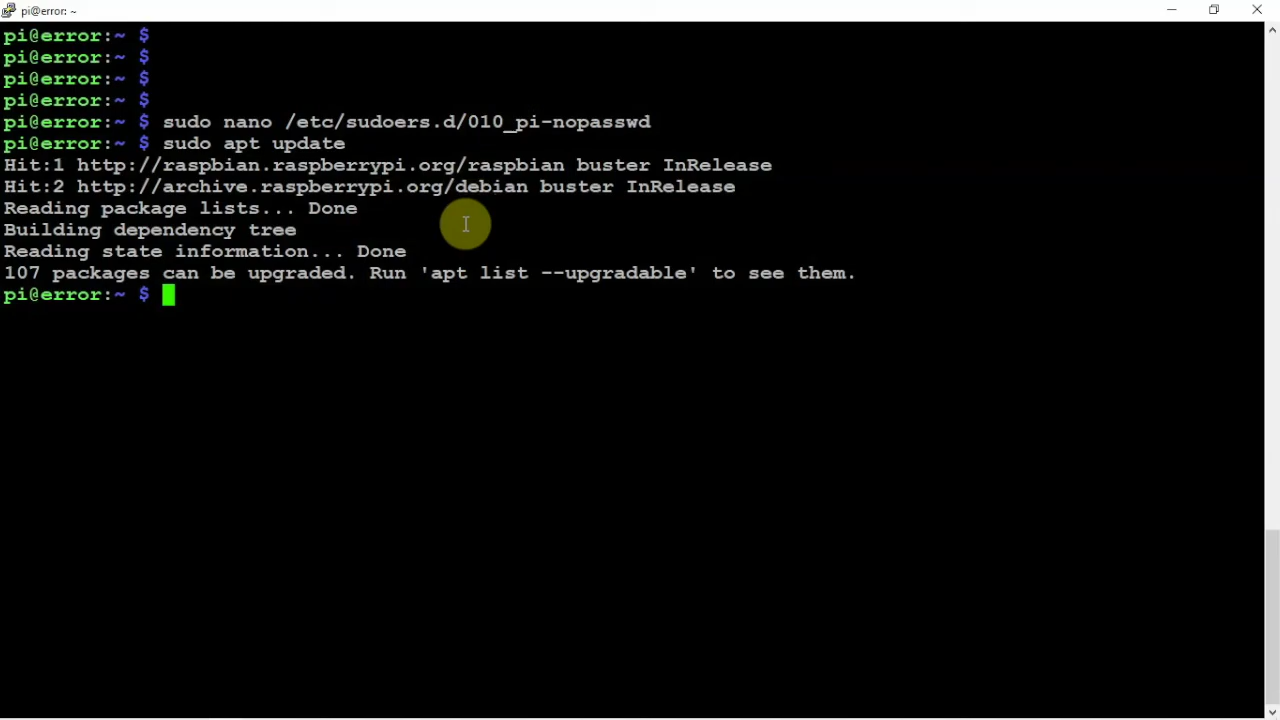 pi@error: ~
pi@error:~ $
pi@error:~ $
pi@error:~ $
pi@error:~ $
pi@error:~ $ sudo nano /etc/sudoers.d/010_pi-nopasswd
pi@error:~ $ sudo apt update
Hit:1 http://raspbian.raspberrypi.org/raspbian buster InRelease
Hit:2 http://archive.raspberrypi.org/debian buster InRelease
Reading package lists... Done
Building dependency tree
Reading state information... Done
107 packages can be upgraded. Run 'apt list --upgradable' to see them.
pi@error:~ $